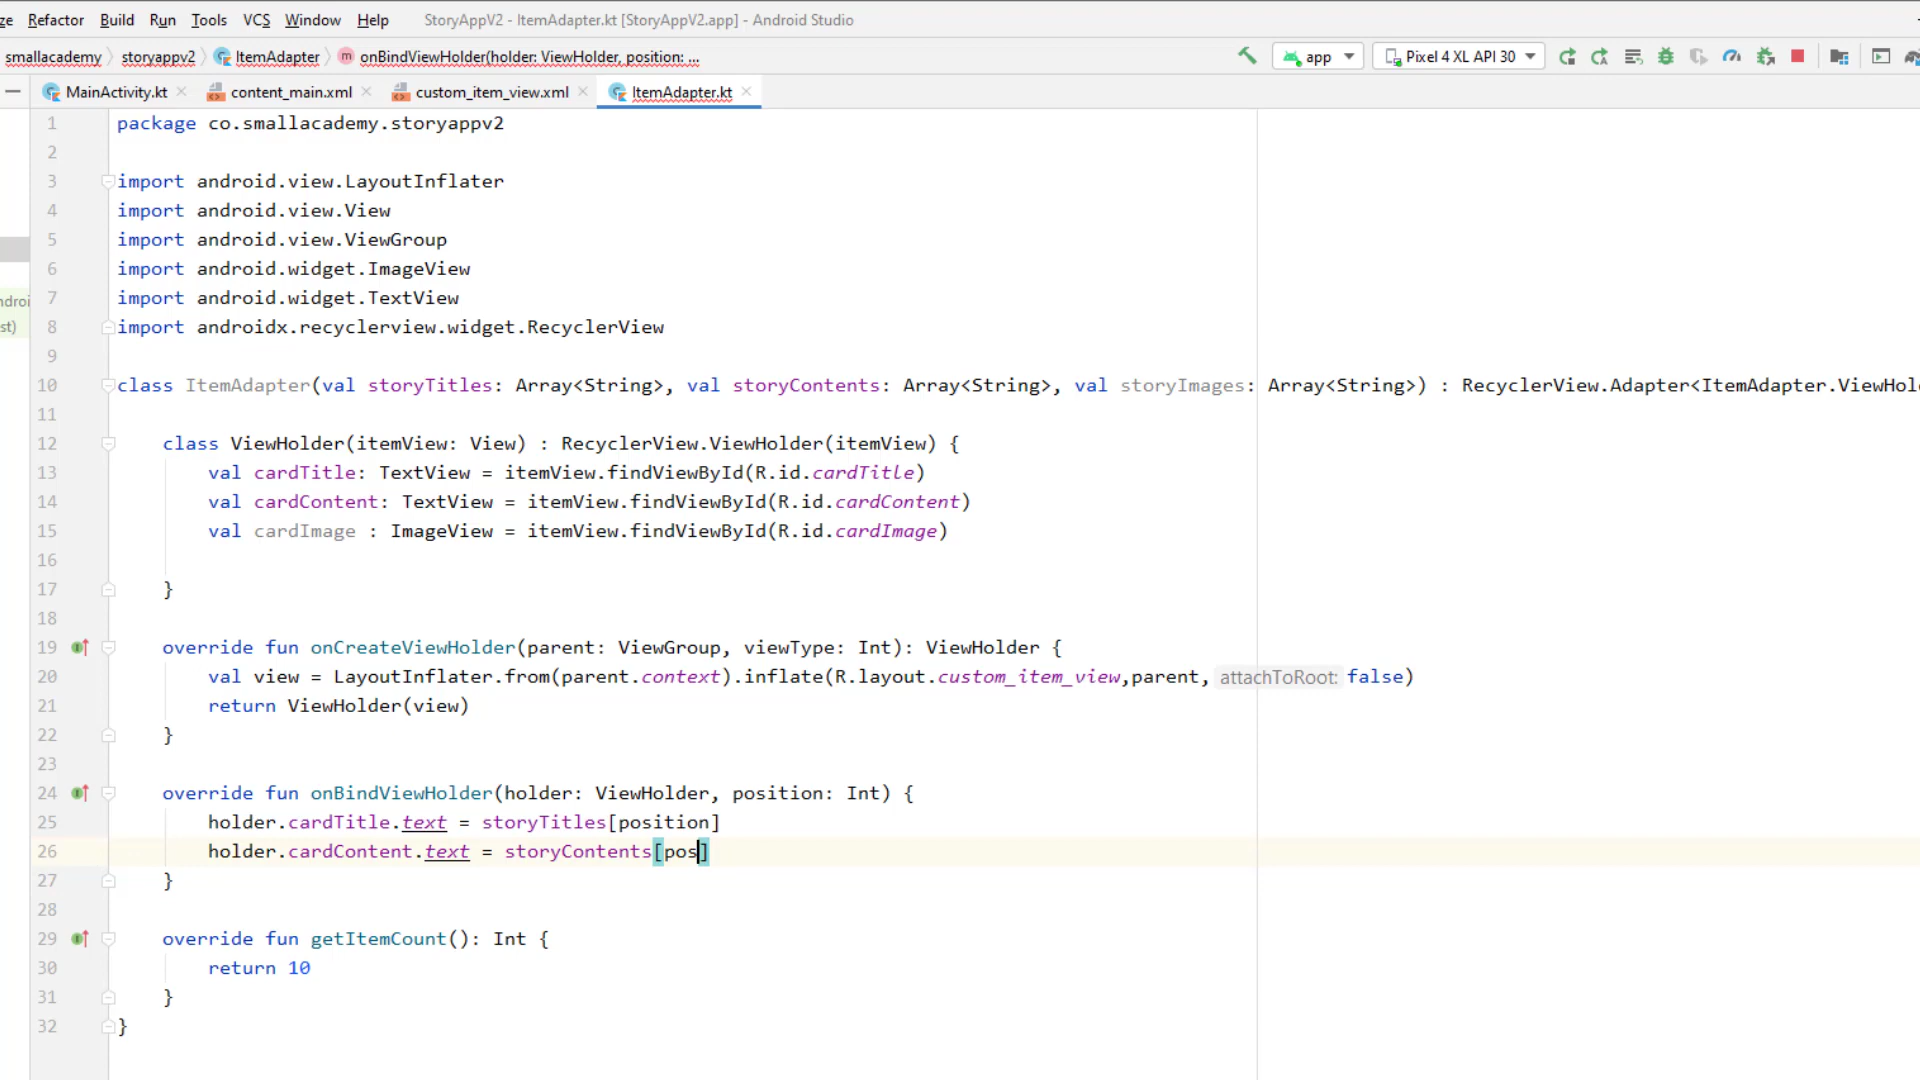 ze Refactor Build Run Tools VCS Window Help StoryAppV2 - ItemAdapter.kt [StoryAppV2.app] - Android Studio
smallacademy storyappv2 ItemAdapter onBindViewHolder(holder: ViewHolder, position: ... app Pixel 4 XL API 30
MainActivity.kt content_main.xml custom_item_view.xml ItemAdapter.kt
1 package co.smallacademy.storyappv2
2
3 import android.view.LayoutInflater
4 import android.view.View
5 import android.view.ViewGroup
6 import android.widget.ImageView
ndroi
7 import android.widget.TextView
st)
8 import androidx.recyclerview.widget.RecyclerView
9
10 class ItemAdapter(val storyTitles: Array<String>, val storyContents: Array<String>, val storyImages: Array<String>) : RecyclerView.Adapter<ItemAdapter.ViewHol
11
12 class ViewHolder(itemView: View) : RecyclerView.ViewHolder(itemView) {
13 val cardTitle: TextView = itemView.findViewById(R.id.cardTitle)
14 val cardContent: TextView = itemView.findViewById(R.id.cardContent)
15 val cardImage : ImageView = itemView.findViewById(R.id.cardImage)
16
17 }
18
19 override fun onCreateViewHolder(parent: ViewGroup, viewType: Int): ViewHolder {
20 val view = LayoutInflater.from(parent.context).inflate(R.layout.custom_item_view,parent, attachToRoot: false)
21 return ViewHolder(view)
22 }
23
24 override fun onBindViewHolder(holder: ViewHolder, position: Int) {
25 holder.cardTitle.text = storyTitles[position]
26 holder.cardContent.text = storyContents[pos]
27 }
28
29 override fun getItemCount(): Int {
30 return 10
31 }
32 }